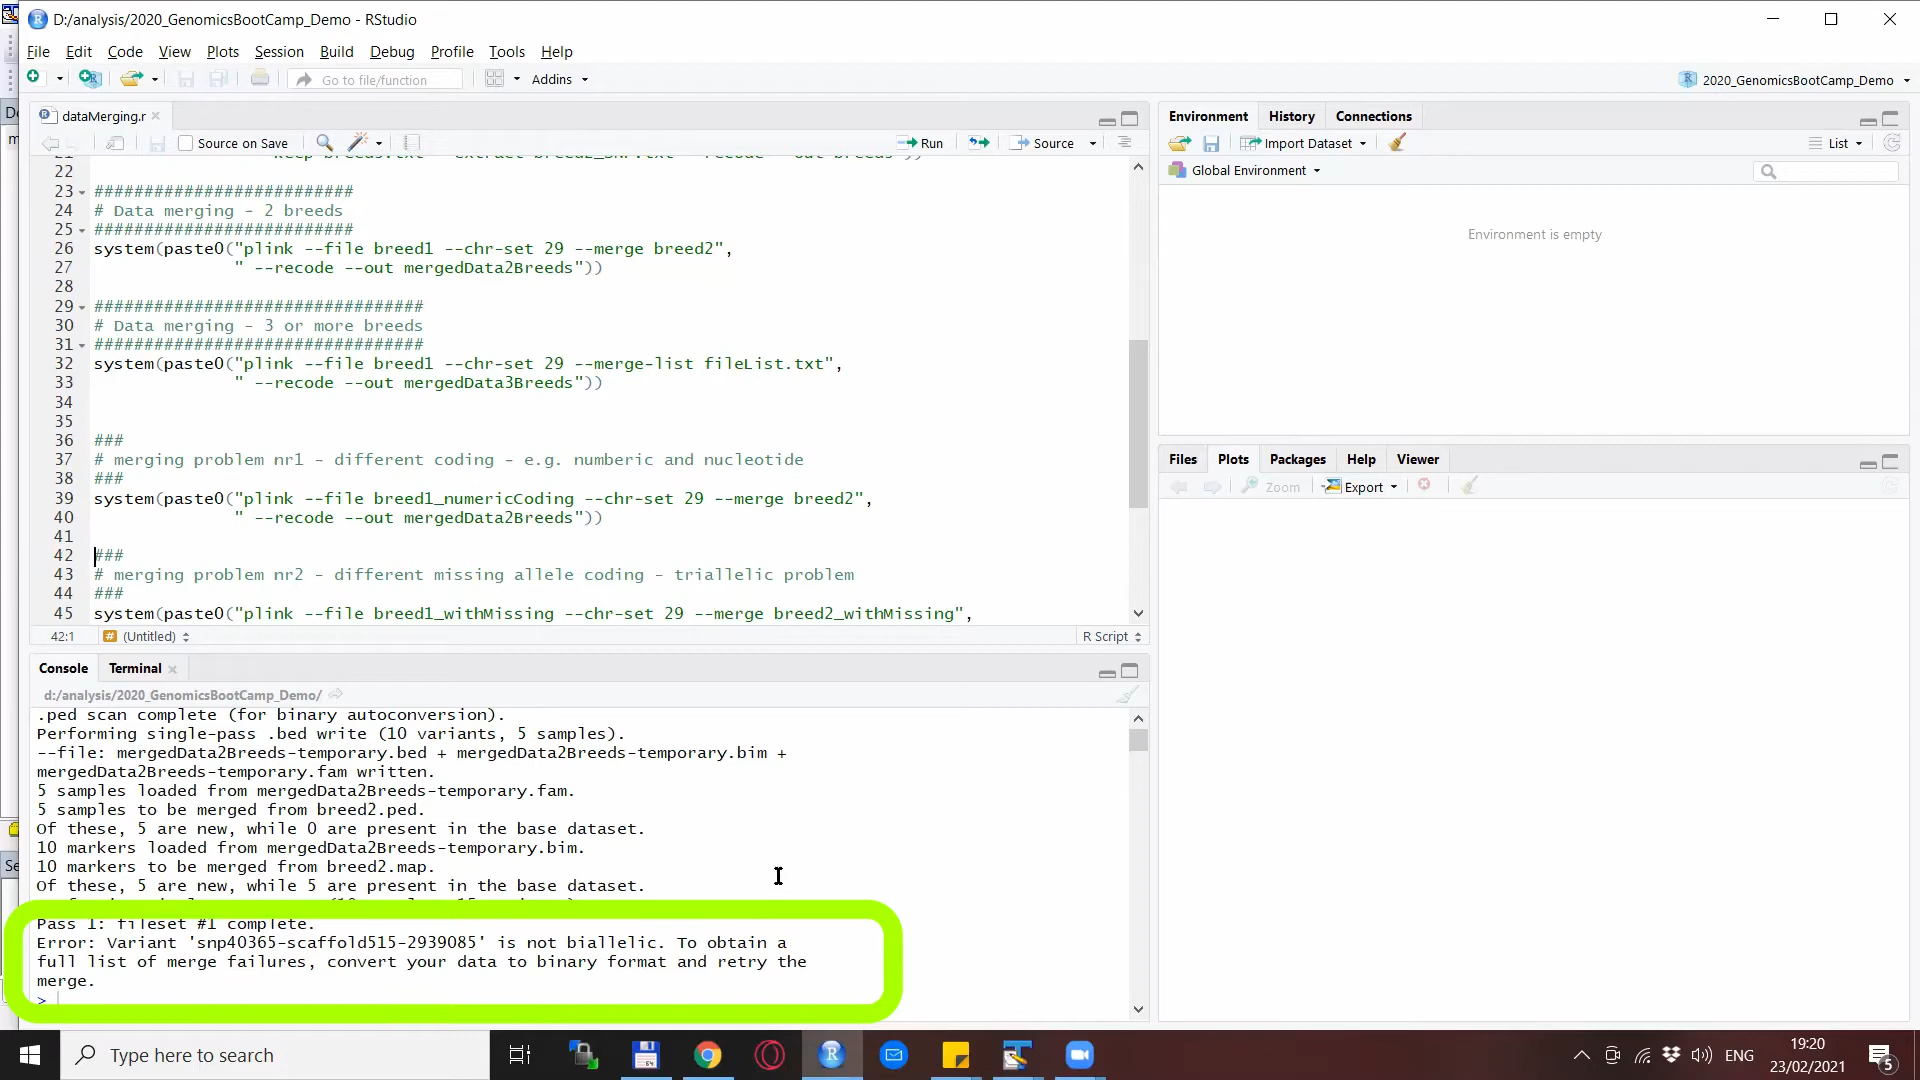 D:/analysis/2020_GenomicsBootCamp_Demo - RStudio
File Edit Code View Plots Session Build Debug Profile Tools Help
Go to file/function
Addins
2020_GenomicsBootCamp_Demo
dataMerging.r
Source on Save
Run
Source
22
23 ##########################
24 # Data merging - 2 breeds
25 ##########################
26 system(paste0("plink --file breed1 --chr-set 29 --merge breed2",
27 " --recode --out mergedData2Breeds"))
28
29 #################################
30 # Data merging - 3 or more breeds
31 #################################
32 system(paste0("plink --file breed1 --chr-set 29 --merge-list fileList.txt",
33 " --recode --out mergedData3Breeds"))
34
35
36 ###
37 # merging problem nr1 - different coding - e.g. numberic and nucleotide
38 ###
39 system(paste0("plink --file breed1_numericCoding --chr-set 29 --merge breed2",
40 " --recode --out mergedData2Breeds"))
41
42 ###
43 # merging problem nr2 - different missing allele coding - triallelic problem
44 ###
45 system(paste0("plink --file breed1_withMissing --chr-set 29 --merge breed2_withMissing",
42:1 (Untitled) R Script
Console Terminal
d:/analysis/2020_GenomicsBootCamp_Demo/
.ped scan complete (for binary autoconversion).
Performing single-pass .bed write (10 variants, 5 samples).
--file: mergedData2Breeds-temporary.bed + mergedData2Breeds-temporary.bim +
mergedData2Breeds-temporary.fam written.
5 samples loaded from mergedData2Breeds-temporary.fam.
5 samples to be merged from breed2.ped.
Of these, 5 are new, while 0 are present in the base dataset.
10 markers loaded from mergedData2Breeds-temporary.bim.
10 markers to be merged from breed2.map.
Of these, 5 are new, while 5 are present in the base dataset.
Pass 1: fileset #1 complete.
Error: Variant 'snp40365-scaffold515-2939085' is not biallelic. To obtain a
full list of merge failures, convert your data to binary format and retry the
merge.
>
Environment History Connections
Import Dataset
List
Global Environment
Environment is empty
Files Plots Packages Help Viewer
Zoom Export
Type here to search
ENG
19:20
23/02/2021
5